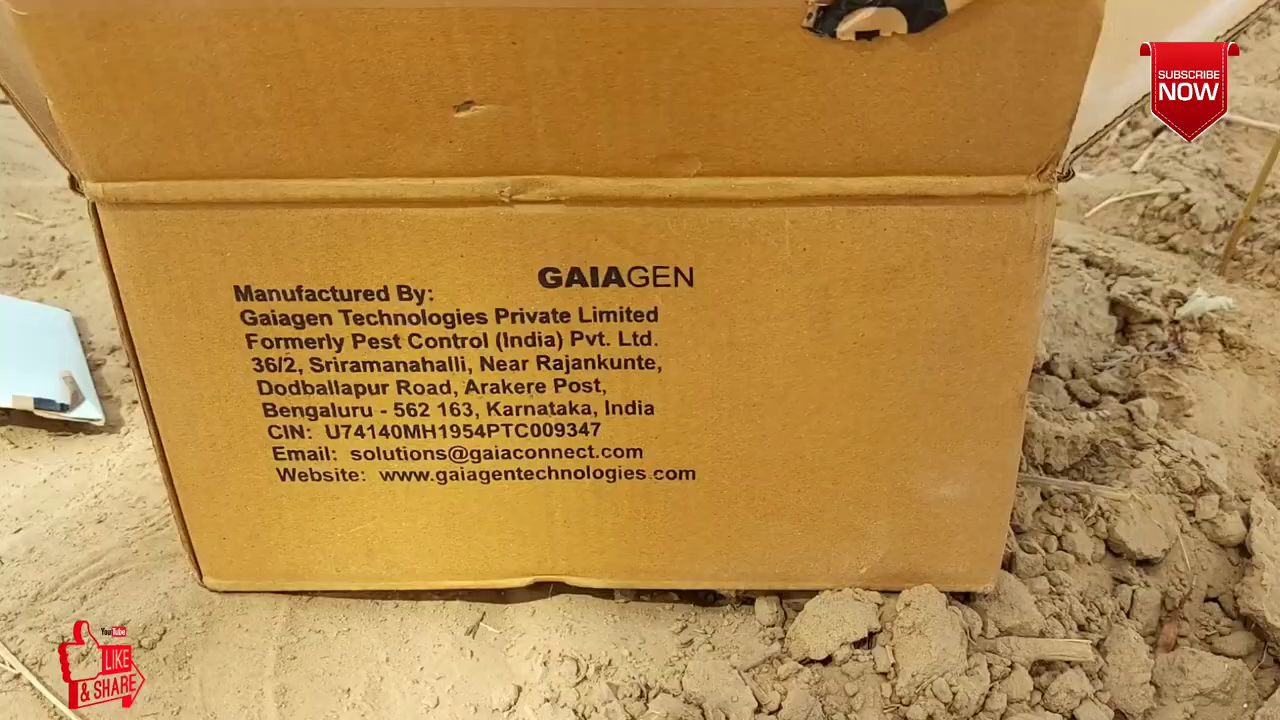 SUBSCRIBE
NOW
GAIAGEN
Manufactured By:
Gaiagen Technologies Private Limited
Formerly Pest Control (India) Pvt. Ltd.
36/2, Sriramanahalli, Near Rajankunte,
Dodballapur Road, Arakere Post,
Bengaluru - 562 163, Karnataka, India
CIN: U74140MH1954PTC009347
Email: solutions@gaiaconnect.com
Website: www.gaiagentechnologies.com
YouTube
LIKE
& SHARE